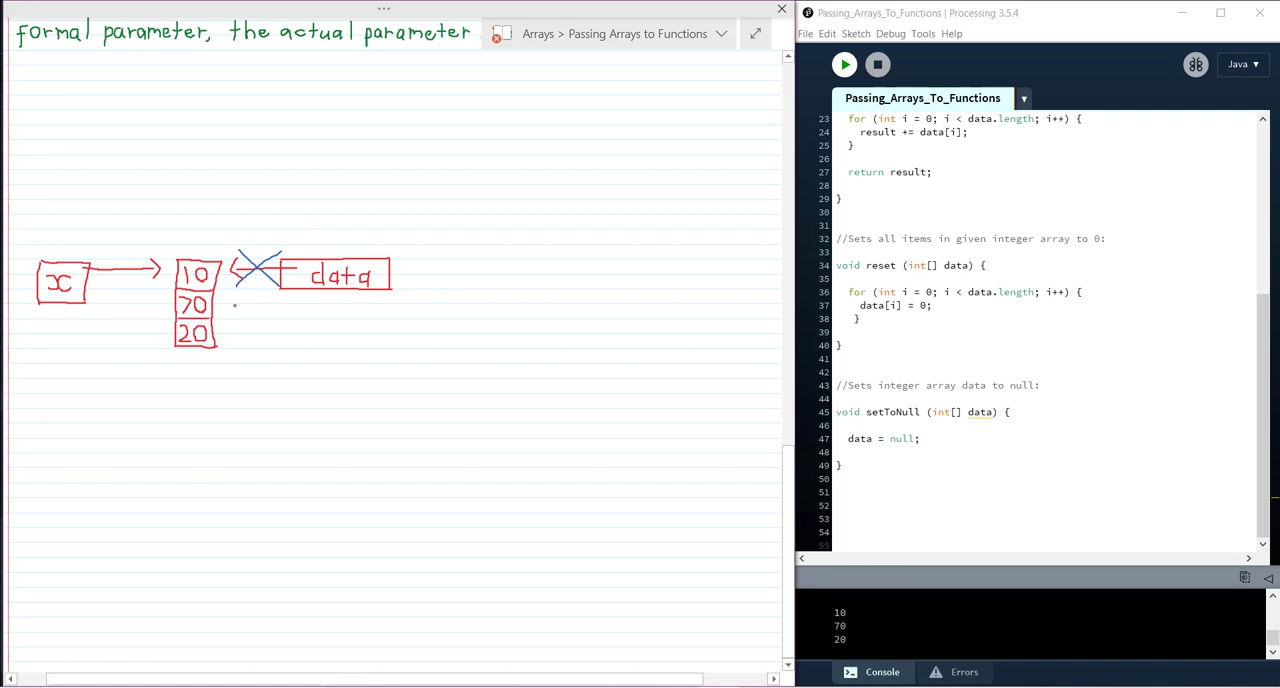 formal parameter, the actual parameter
Arrays > Passing Arrays to Functions
x
10
70
20
data
Passing_Arrays_To_Functions | Processing 3.5.4
File Edit Sketch Debug Tools Help
Java ▼
Passing_Arrays_To_Functions ▼
23 for (int i = 0; i < data.length; i++) {
24 result += data[i];
25 }
26
27 return result;
28
29 }
30
31
32 //Sets all items in given integer array to 0:
33
34 void reset (int[] data) {
35
36 for (int i = 0; i < data.length; i++) {
37 data[i] = 0;
38 }
39
40 }
41
42
43 //Sets integer array data to null:
44
45 void setToNull (int[] data) {
46
47 data = null;
48
49 }
50
51
52
53
54
55
10
70
20
Console Errors